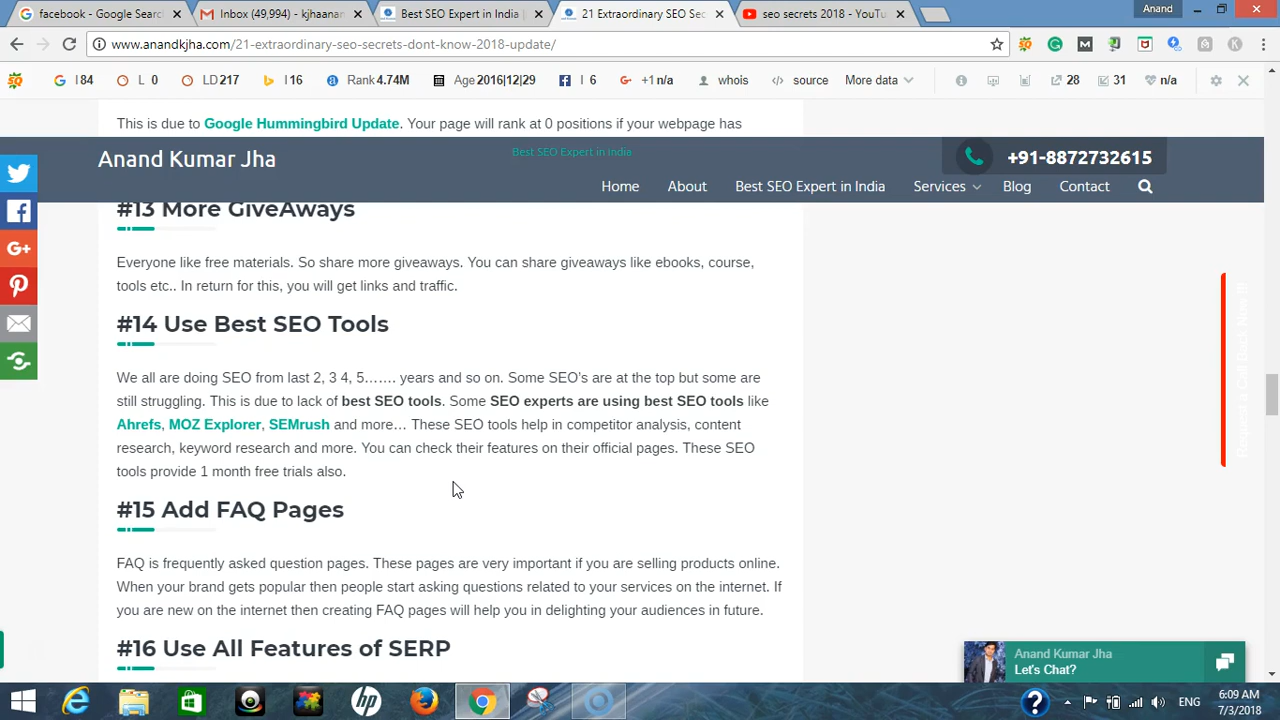 facebook - Google Search
Inbox (49,994) - kjhaanan
Best SEO Expert in India |
21 Extraordinary SEO Sec
seo secrets 2018 - YouTu
Anand
www.anandkjha.com/21-extraordinary-seo-secrets-dont-know-2018-update/
I 84
L 0
LD 217
I 16
Rank 4.74M
Age 2016|12|29
I 6
+1 n/a
whois
source
More data
28
31
n/a
This is due to Google Hummingbird Update. Your page will rank at 0 positions if your webpage has
Anand Kumar Jha
Best SEO Expert in India
+91-8872732615
Home
About
Best SEO Expert in India
Services
Blog
Contact
#13 More GiveAways
Everyone like free materials. So share more giveaways. You can share giveaways like ebooks, course,
tools etc.. In return for this, you will get links and traffic.
#14 Use Best SEO Tools
We all are doing SEO from last 2, 3 4, 5……. years and so on. Some SEO's are at the top but some are
still struggling. This is due to lack of best SEO tools. Some SEO experts are using best SEO tools like
Ahrefs, MOZ Explorer, SEMrush and more… These SEO tools help in competitor analysis, content
research, keyword research and more. You can check their features on their official pages. These SEO
tools provide 1 month free trials also.
#15 Add FAQ Pages
FAQ is frequently asked question pages. These pages are very important if you are selling products online.
When your brand gets popular then people start asking questions related to your services on the internet. If
you are new on the internet then creating FAQ pages will help you in delighting your audiences in future.
#16 Use All Features of SERP
Request a Call Back Now !!!
Anand Kumar Jha
Let's Chat?
ENG
6:09 AM
7/3/2018